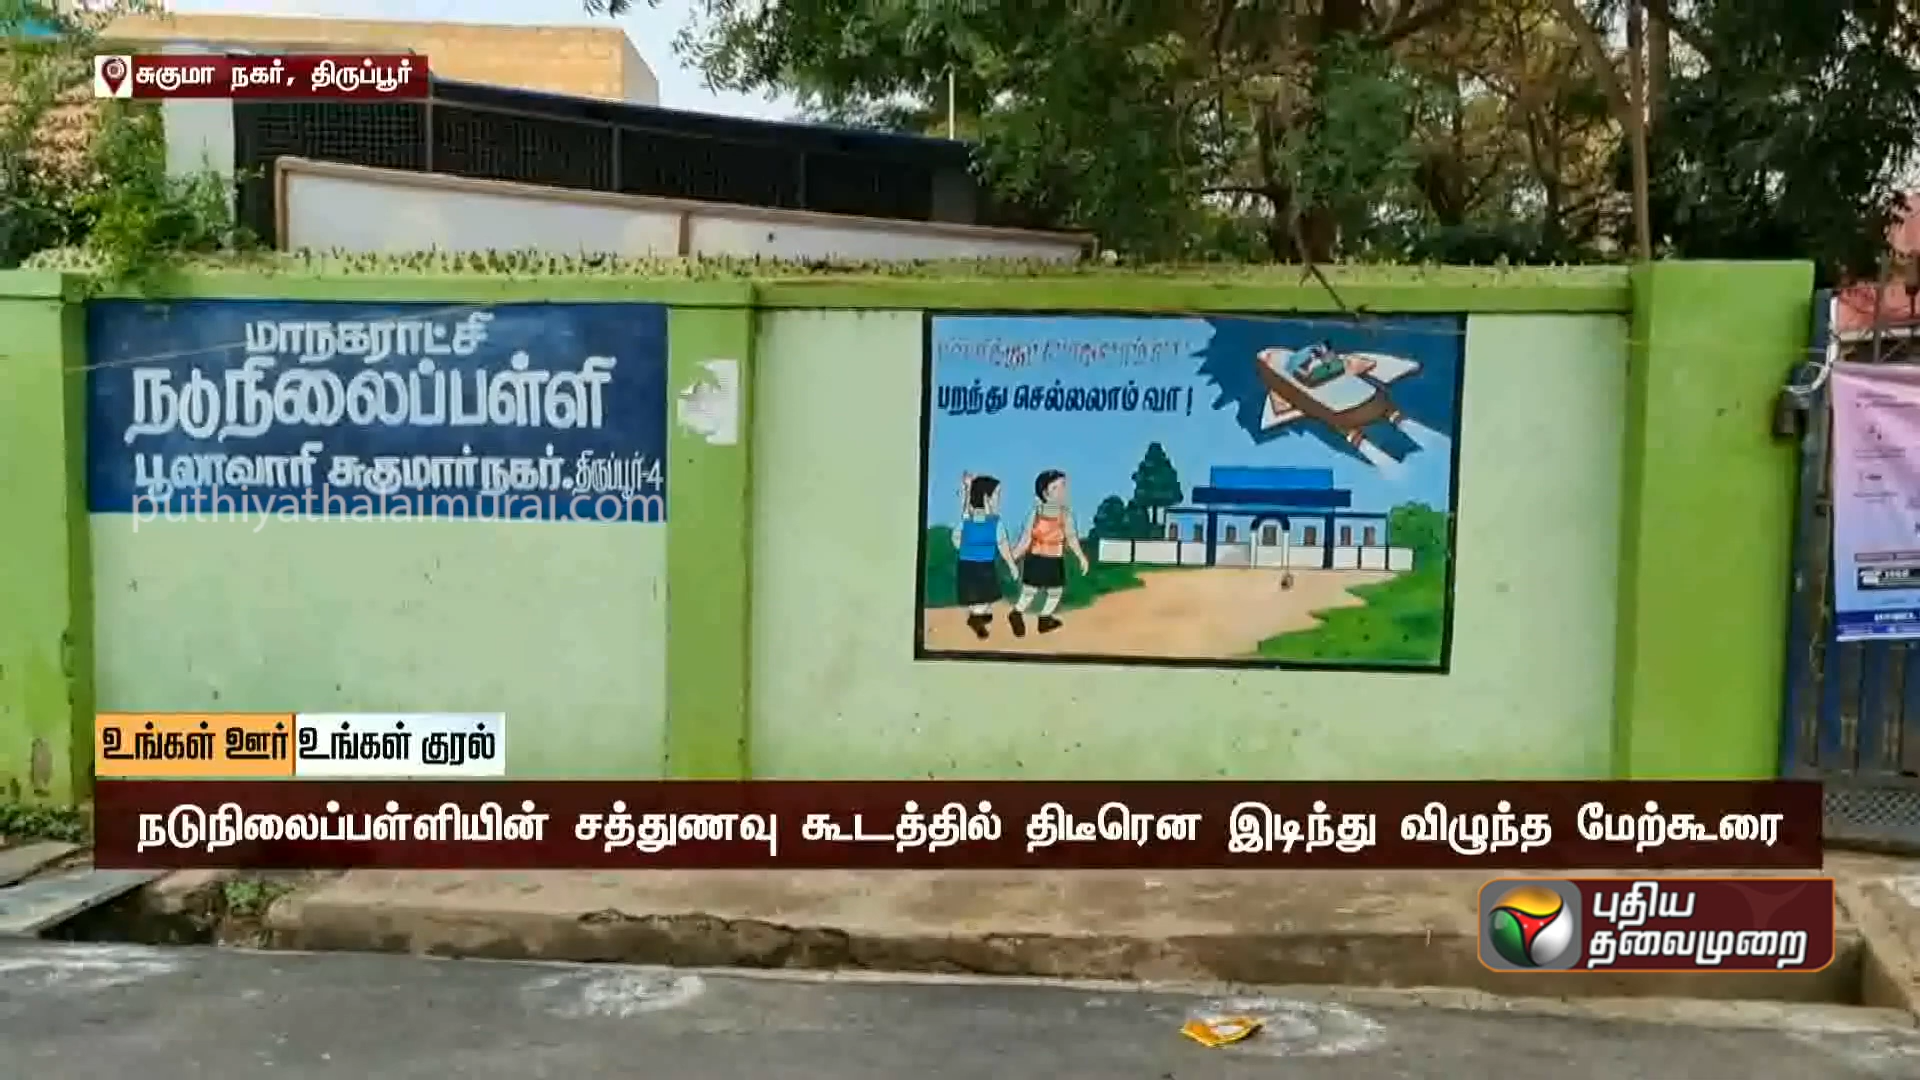 சுகுமா நகர், திருப்பூர்
மாநகராட்சி
நடுநிலைப்பள்ளி
பூலாவாரி சுகுமார் நகர். திருப்பூர்-4
puthiyathalaimurai.com
பறந்து செல்லலாம் வா !
உங்கள் ஊர் உங்கள் குரல்
நடுநிலைப்பள்ளியின் சத்துணவு கூடத்தில் திடீரென இடிந்து விழுந்த மேற்கூரை
புதிய
தலைமுறை